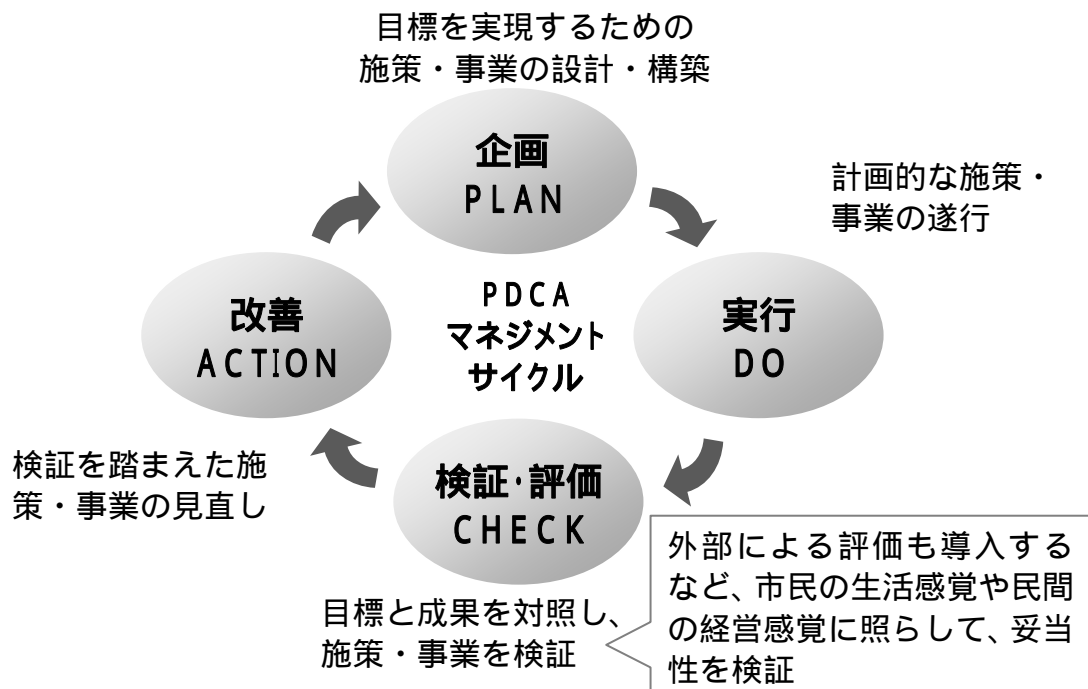 目標を実現するための
施策・事業の設計・構築
企画
PLAN
計画的な施策・
事業の遂行
実行
DO
PDCA
マネジメント
サイクル
改善
ACTION
検証を踏まえた施
策・事業の見直し
検証・評価
CHECK
目標と成果を対照し、
施策・事業を検証
外部による評価も導入する
など、市民の生活感覚や民間
の経営感覚に照らして、妥当
性を検証